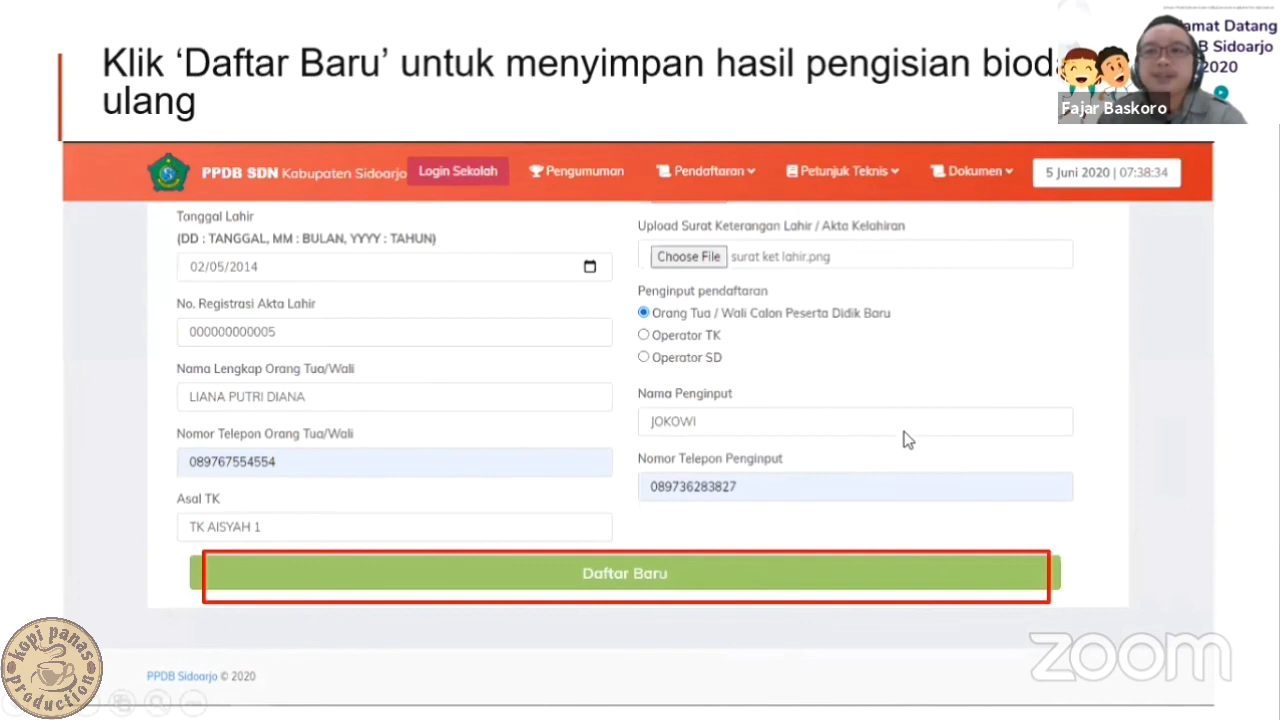 Klik ‘Daftar Baru’ untuk menyimpan hasil pengisian
ulang
amat Datang
B Sidoarjo
2020
Fajar Baskoro
PPDB SDN Kabupaten Sidoarjo Login Sekolah Pengumuman Pendaftaran Petunjuk Teknis Dokumen 5 Juni 2020 | 07:38:34
Tanggal Lahir
(DD : TANGGAL, MM : BULAN, YYYY : TAHUN)
02/05/2014
No. Registrasi Akta Lahir
000000000005
Nama Lengkap Orang Tua/Wali
LIANA PUTRI DIANA
Nomor Telepon Orang Tua/Wali
089767554554
Asal TK
TK AISYAH 1
Upload Surat Keterangan Lahir / Akta Kelahiran
Choose File surat ket lahir.png
Penginput pendaftaran
Orang Tua / Wali Calon Peserta Didik Baru
Operator TK
Operator SD
Nama Penginput
JOKOWI
Nomor Telepon Penginput
089736283827
Daftar Baru
PPDB Sidoarjo © 2020
kopi panas
production
zoom